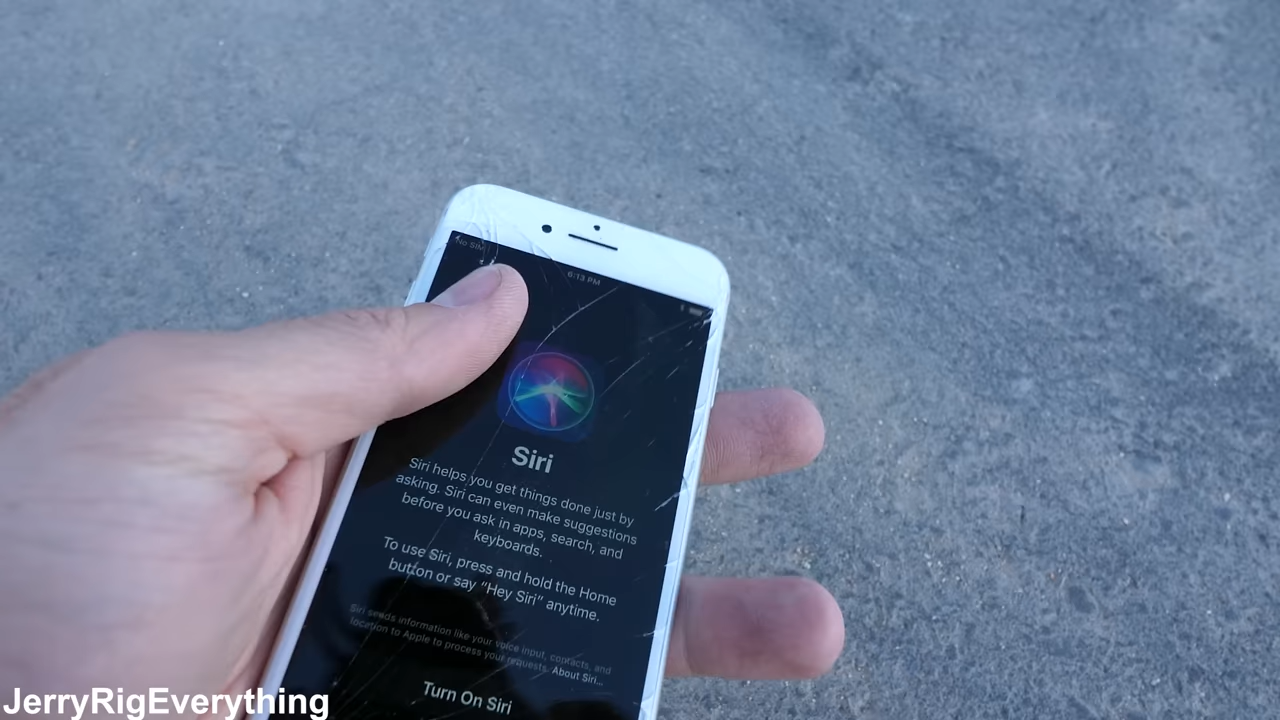 No SIM
6:13 PM
Siri
Siri helps you get things done just by
asking. Siri can even make suggestions
before you ask in apps, search, and
keyboards.
To use Siri, press and hold the Home
button or say “Hey Siri” anytime.
Siri sends information like your voice input, contacts, and
location to Apple to process your requests. About Siri...
Turn On Siri
JerryRigEverything